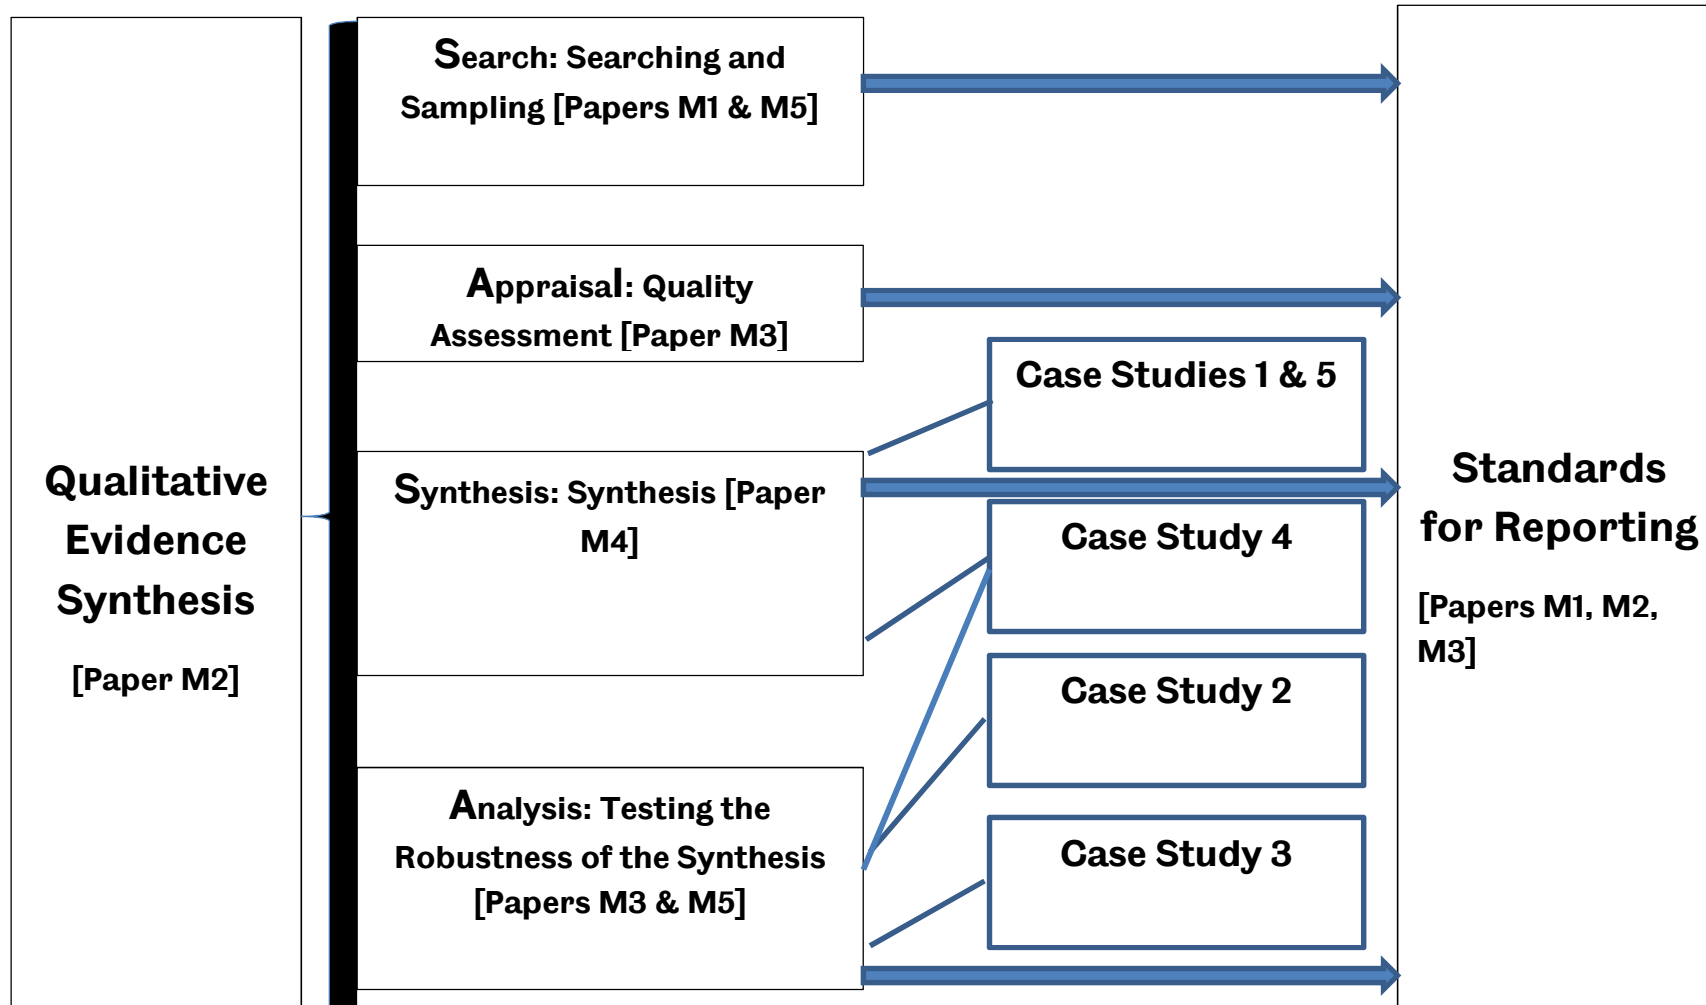 Qualitative
Evidence
Synthesis
[Paper M2]
Search: Searching and
Sampling [Papers M1 & M5]
Appraisal: Quality
Assessment [Paper M3]
Synthesis: Synthesis [Paper
M4]
Analysis: Testing the
Robustness of the Synthesis
[Papers M3 & M5]
Case Studies 1 & 5
Case Study 4
Case Study 2
Case Study 3
Standards
for Reporting
[Papers M1, M2,
M3]